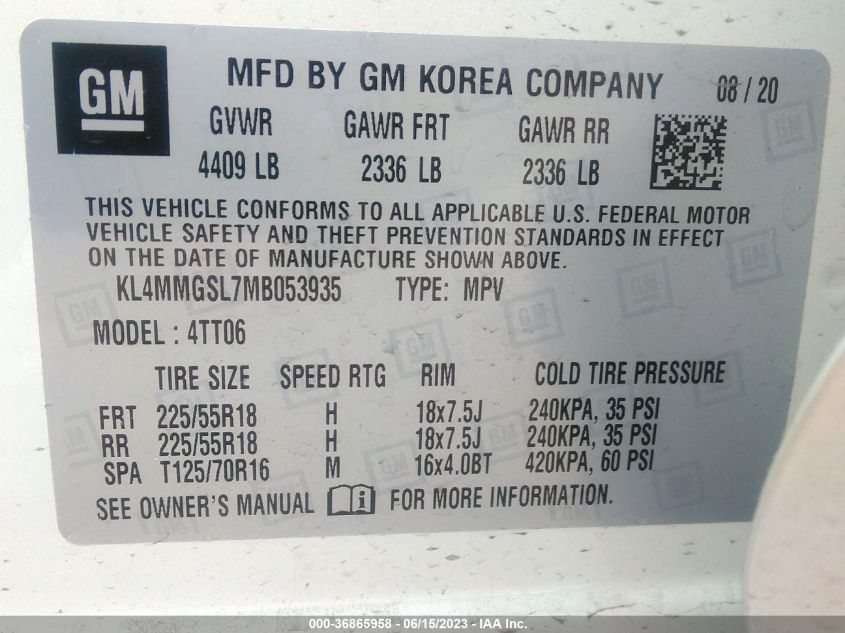 GM
MFD BY GM KOREA COMPANY 08 / 20
GVWR GAWR FRT GAWR RR
4409 LB 2336 LB 2336 LB
THIS VEHICLE CONFORMS TO ALL APPLICABLE U.S. FEDERAL MOTOR
VEHICLE SAFETY AND THEFT PREVENTION STANDARDS IN EFFECT
ON THE DATE OF MANUFACTURE SHOWN ABOVE.
KL4MMGSL7MB053935 TYPE: MPV
MODEL : 4TT06
TIRE SIZE SPEED RTG RIM COLD TIRE PRESSURE
FRT 225/55R18 H 18x7.5J 240KPA, 35 PSI
RR 225/55R18 H 18x7.5J 240KPA, 35 PSI
SPA T125/70R16 M 16x4.0BT 420KPA, 60 PSI
SEE OWNER'S MANUAL i FOR MORE INFORMATION.
000-36865958 - 06/15/2023 - IAA Inc.